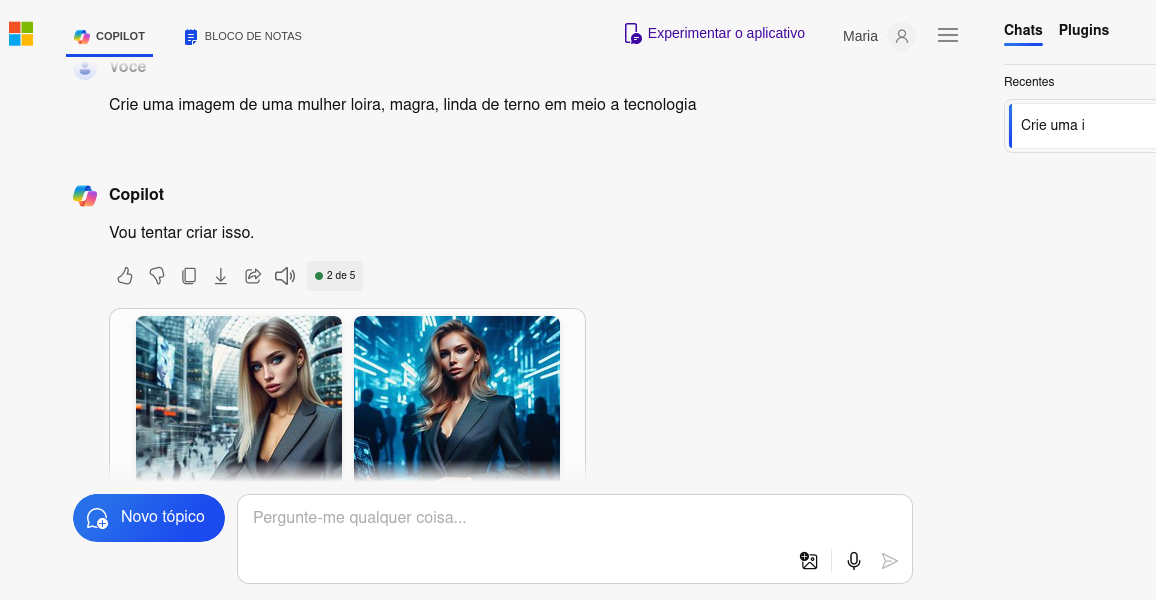 COPILOT
BLOCO DE NOTAS
Experimentar o aplicativo
Maria
Chats
Plugins
Recentes
Crie uma i
Você
Crie uma imagem de uma mulher loira, magra, linda de terno em meio a tecnologia
Copilot
Vou tentar criar isso.
2 de 5
Novo tópico
Pergunte-me qualquer coisa...